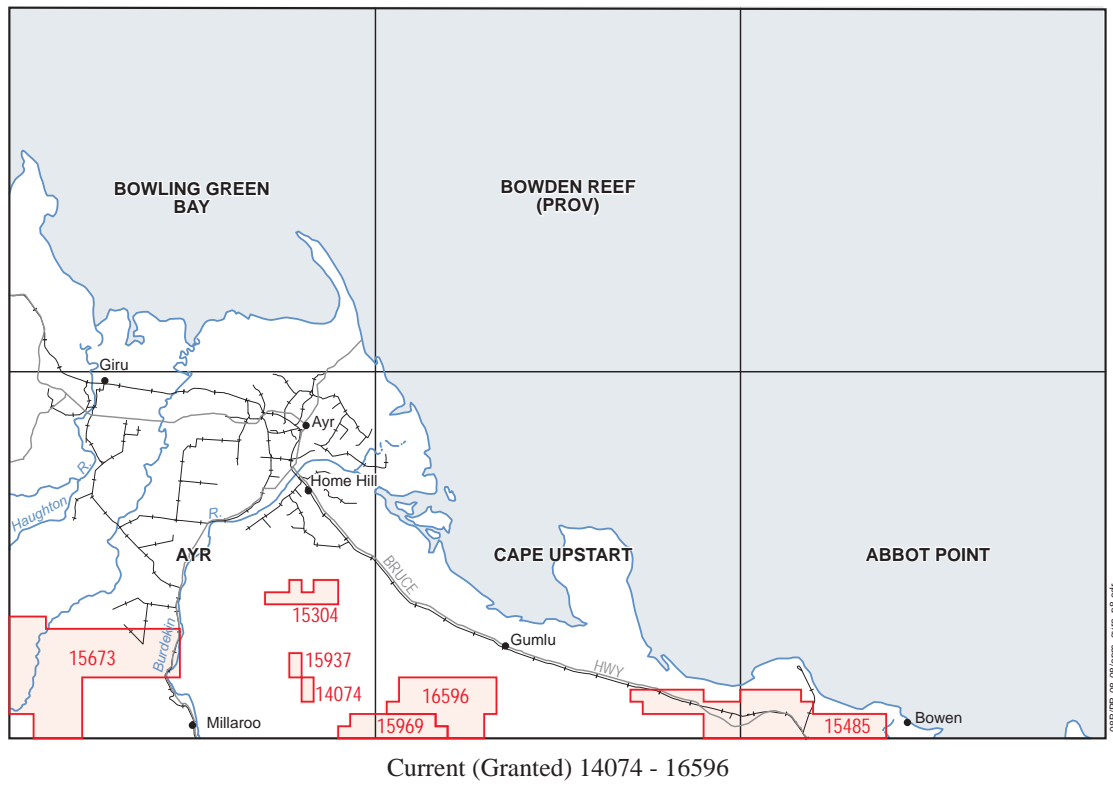 BOWLING GREEN
BAY
BOWDEN REEF
(PROV)
Giru
Ayr
Home Hill
R.
Haughton
R.
AYR
CAPE UPSTART
ABBOT POINT
BRUCE
15304
Gumlu
HWY
Burdekin
15673
15937
14074
16596
15969
Millaroo
15485
Bowen
Current (Granted) 14074 - 16596